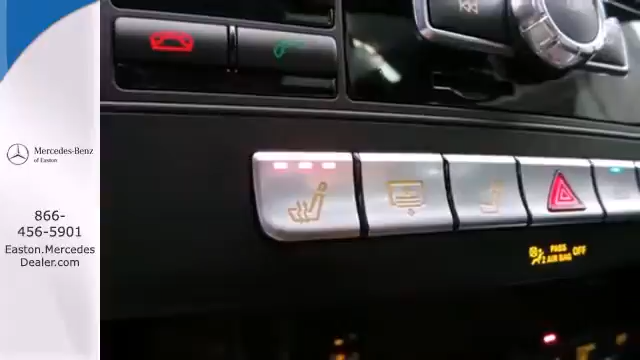 Mercedes-Benz
of Easton
866-
456-5901
Easton.Mercedes
Dealer.com
PASS
AIR BAG OFF